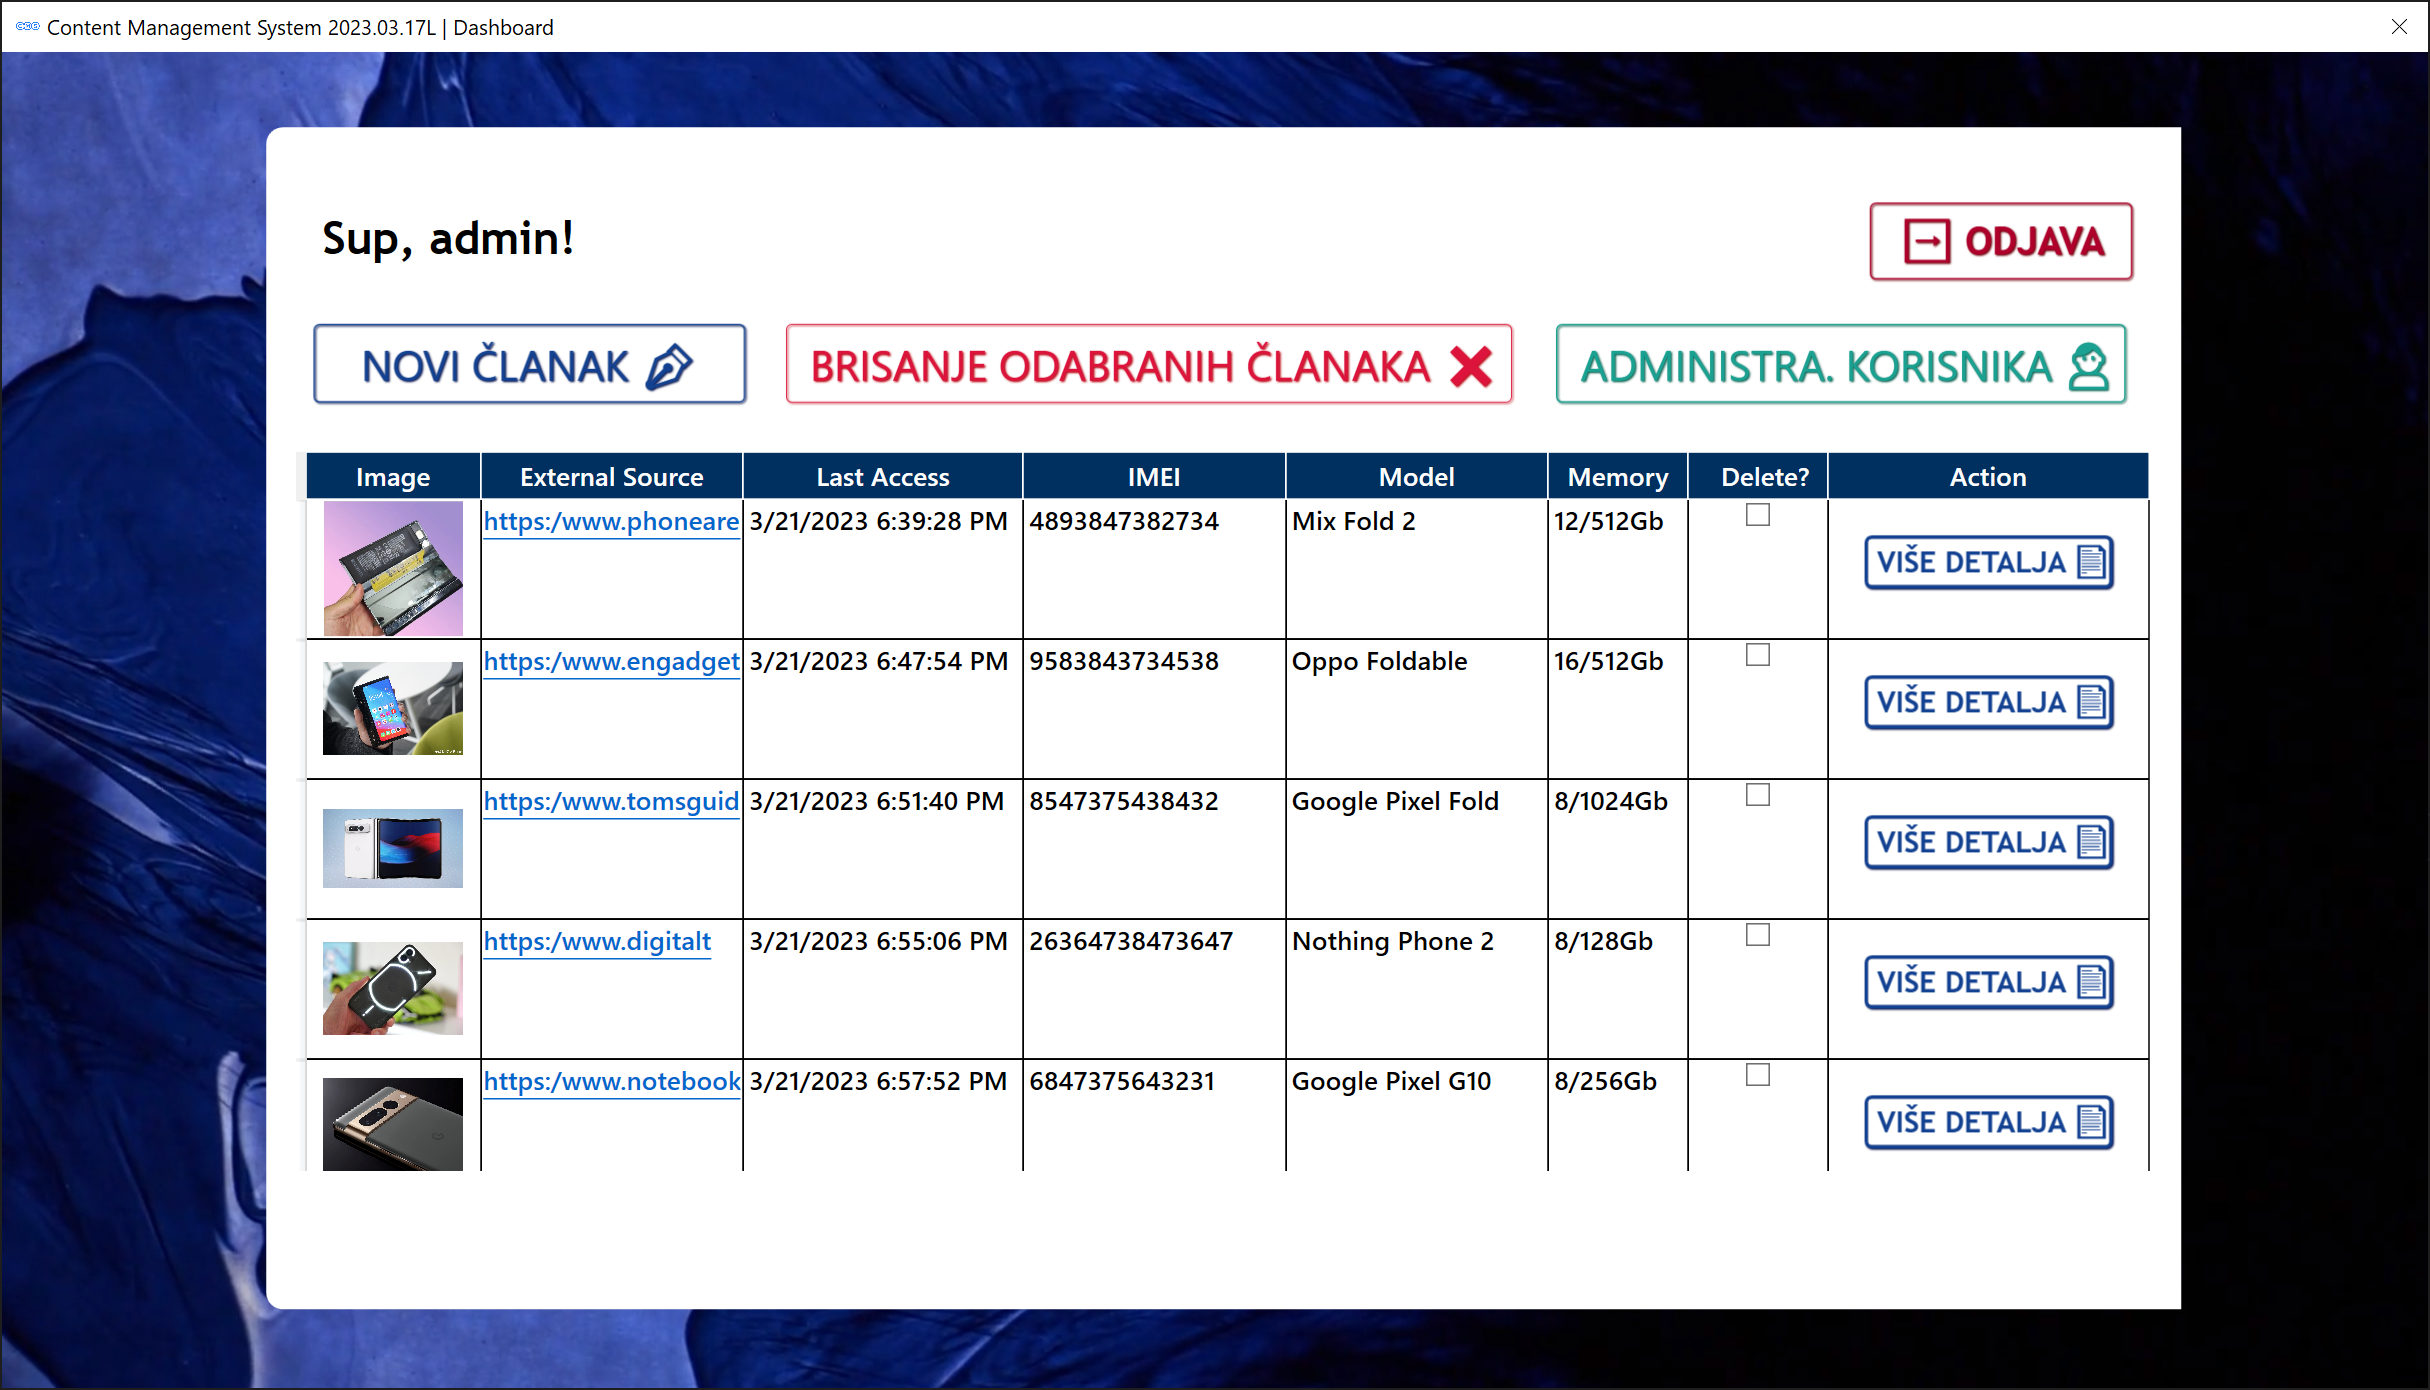 Content Management System 2023.03.17L | Dashboard
Sup, admin!
ODJAVA
NOVI ČLANAK
BRISANJE ODABRANIH ČLANAKA
ADMINISTRA. KORISNIKA
Image External Source Last Access IMEI Model Memory Delete? Action
https:/www.phoneare 3/21/2023 6:39:28 PM 4893847382734 Mix Fold 2 12/512Gb VIŠE DETALJA
https:/www.engadget 3/21/2023 6:47:54 PM 9583843734538 Oppo Foldable 16/512Gb VIŠE DETALJA
https:/www.tomsguid 3/21/2023 6:51:40 PM 8547375438432 Google Pixel Fold 8/1024Gb VIŠE DETALJA
https:/www.digitalt 3/21/2023 6:55:06 PM 26364738473647 Nothing Phone 2 8/128Gb VIŠE DETALJA
https:/www.notebook 3/21/2023 6:57:52 PM 6847375643231 Google Pixel G10 8/256Gb VIŠE DETALJA